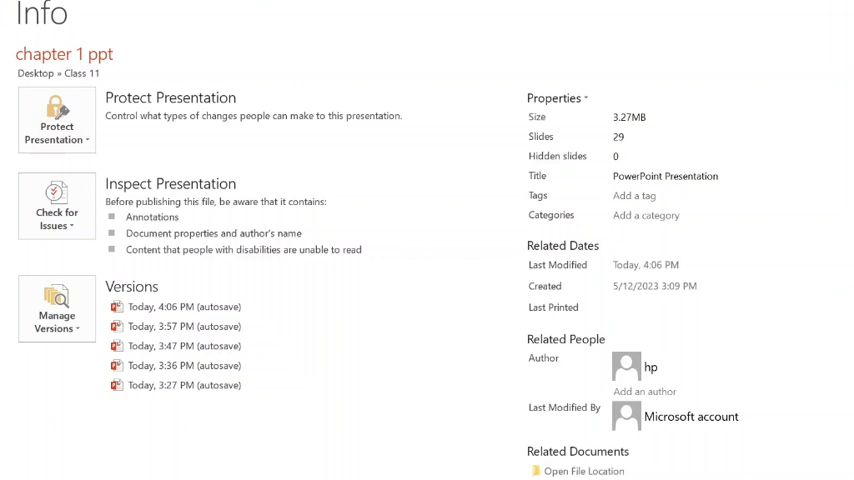 Info
chapter 1 ppt
Desktop » Class 11
Protect Presentation
Protect Presentation
Control what types of changes people can make to this presentation.
Check for Issues
Inspect Presentation
Before publishing this file, be aware that it contains:
Annotations
Document properties and author's name
Content that people with disabilities are unable to read
Manage Versions
Versions
Today, 4:06 PM (autosave)
Today, 3:57 PM (autosave)
Today, 3:47 PM (autosave)
Today, 3:36 PM (autosave)
Today, 3:27 PM (autosave)
Properties
Size 3.27MB
Slides 29
Hidden slides 0
Title PowerPoint Presentation
Tags Add a tag
Categories Add a category
Related Dates
Last Modified Today, 4:06 PM
Created 5/12/2023 3:09 PM
Last Printed
Related People
Author hp
Add an author
Last Modified By Microsoft account
Related Documents
Open File Location